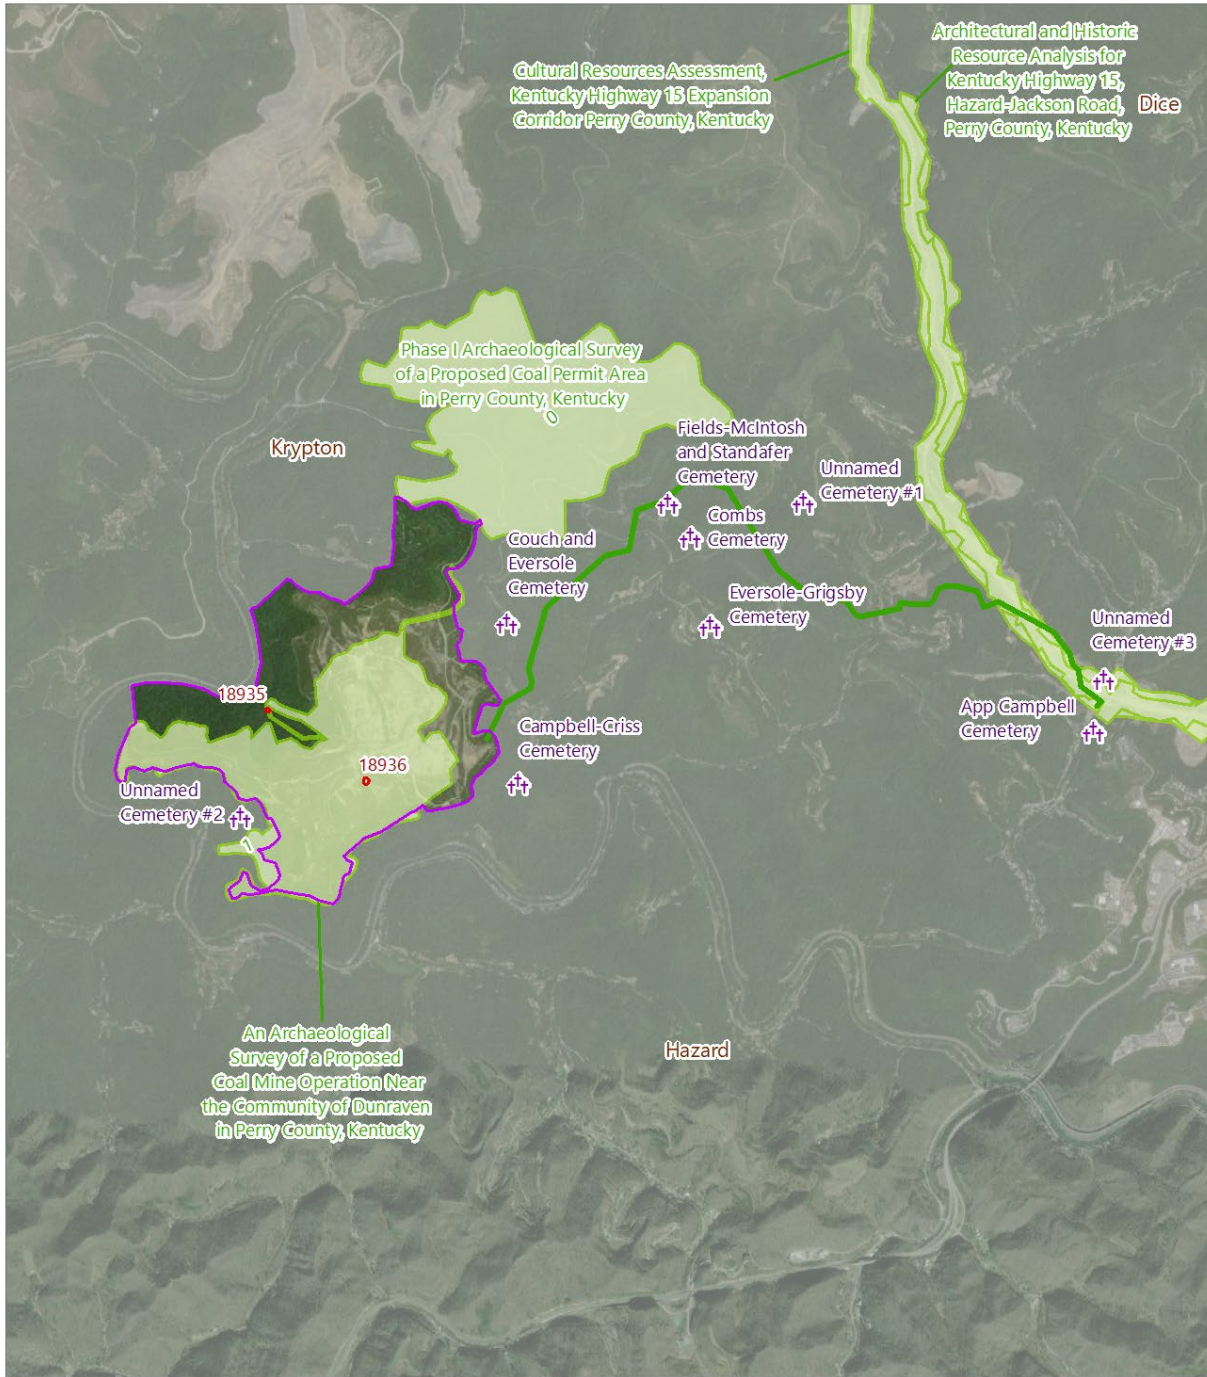 Architectural and Historic
Resource Analysis for
Kentucky Highway 15,
Hazard-Jackson Road,
Perry County, Kentucky
Cultural Resources Assessment,
Kentucky Highway 15 Expansion
Corridor Perry County, Kentucky
Dice
Phase I Archaeological Survey
of a Proposed Coal Permit Area
in Perry County, Kentucky
0
Krypton
Fields-McIntosh
and Standafer
Cemetery
Unnamed
Cemetery #1
Combs
Cemetery
Couch and
Eversole
Cemetery
Eversole-Grigsby
Cemetery
Unnamed
Cemetery #3
18935
App Campbell
Cemetery
Campbell-Criss
Cemetery
18936
Unnamed
Cemetery #2
1
An Archaeological
Survey of a Proposed
Coal Mine Operation Near
the Community of Dunraven
in Perry County, Kentucky
Hazard